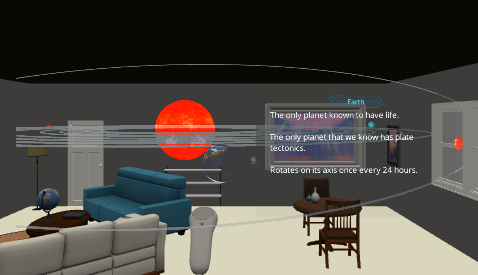 Earth
The only planet known to have life.
The only planet that we know has plate
tectonics.
Rotates on its axis once every 24 hours.